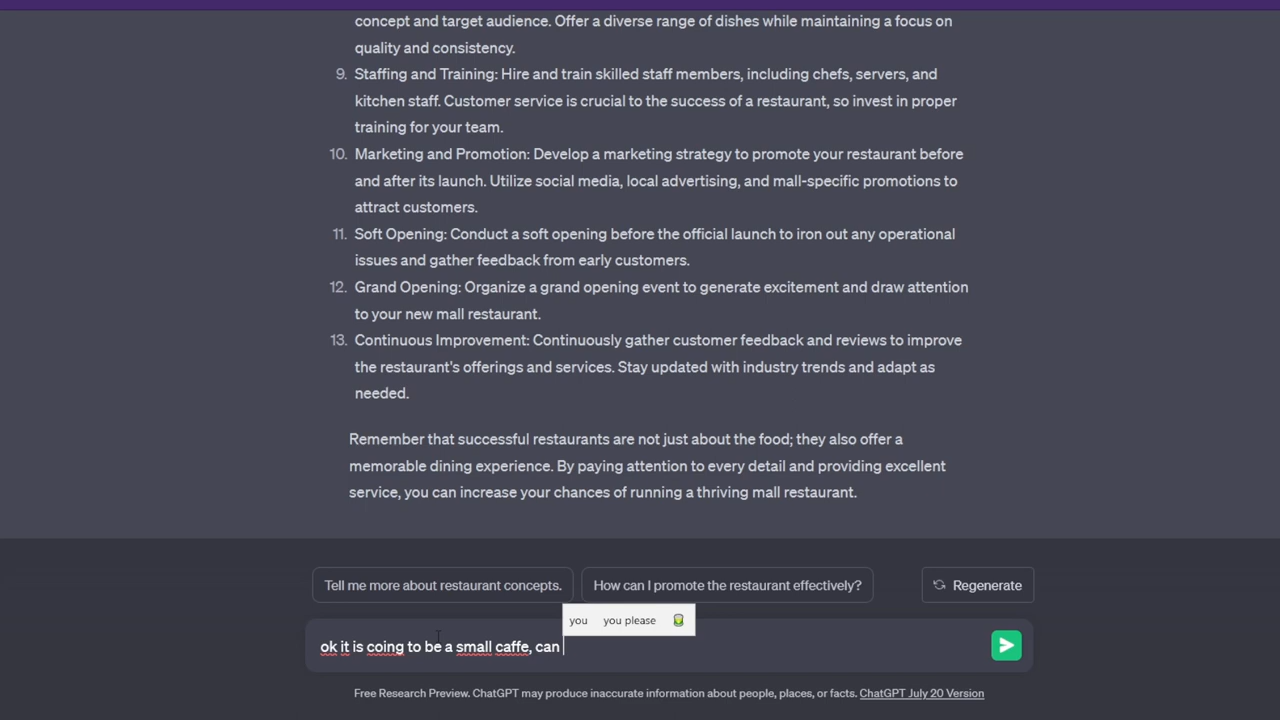 concept and target audience. Offer a diverse range of dishes while maintaining a focus on
quality and consistency.
9. Staffing and Training: Hire and train skilled staff members, including chefs, servers, and
kitchen staff. Customer service is crucial to the success of a restaurant, so invest in proper
training for your team.
10. Marketing and Promotion: Develop a marketing strategy to promote your restaurant before
and after its launch. Utilize social media, local advertising, and mall-specific promotions to
attract customers.
11. Soft Opening: Conduct a soft opening before the official launch to iron out any operational
issues and gather feedback from early customers.
12. Grand Opening: Organize a grand opening event to generate excitement and draw attention
to your new mall restaurant.
13. Continuous Improvement: Continuously gather customer feedback and reviews to improve
the restaurant's offerings and services. Stay updated with industry trends and adapt as
needed.
Remember that successful restaurants are not just about the food; they also offer a
memorable dining experience. By paying attention to every detail and providing excellent
service, you can increase your chances of running a thriving mall restaurant.
Tell me more about restaurant concepts. How can I promote the restaurant effectively? Regenerate
you you please
ok it is coing to be a small caffe, can
Free Research Preview. ChatGPT may produce inaccurate information about people, places, or facts. ChatGPT July 20 Version